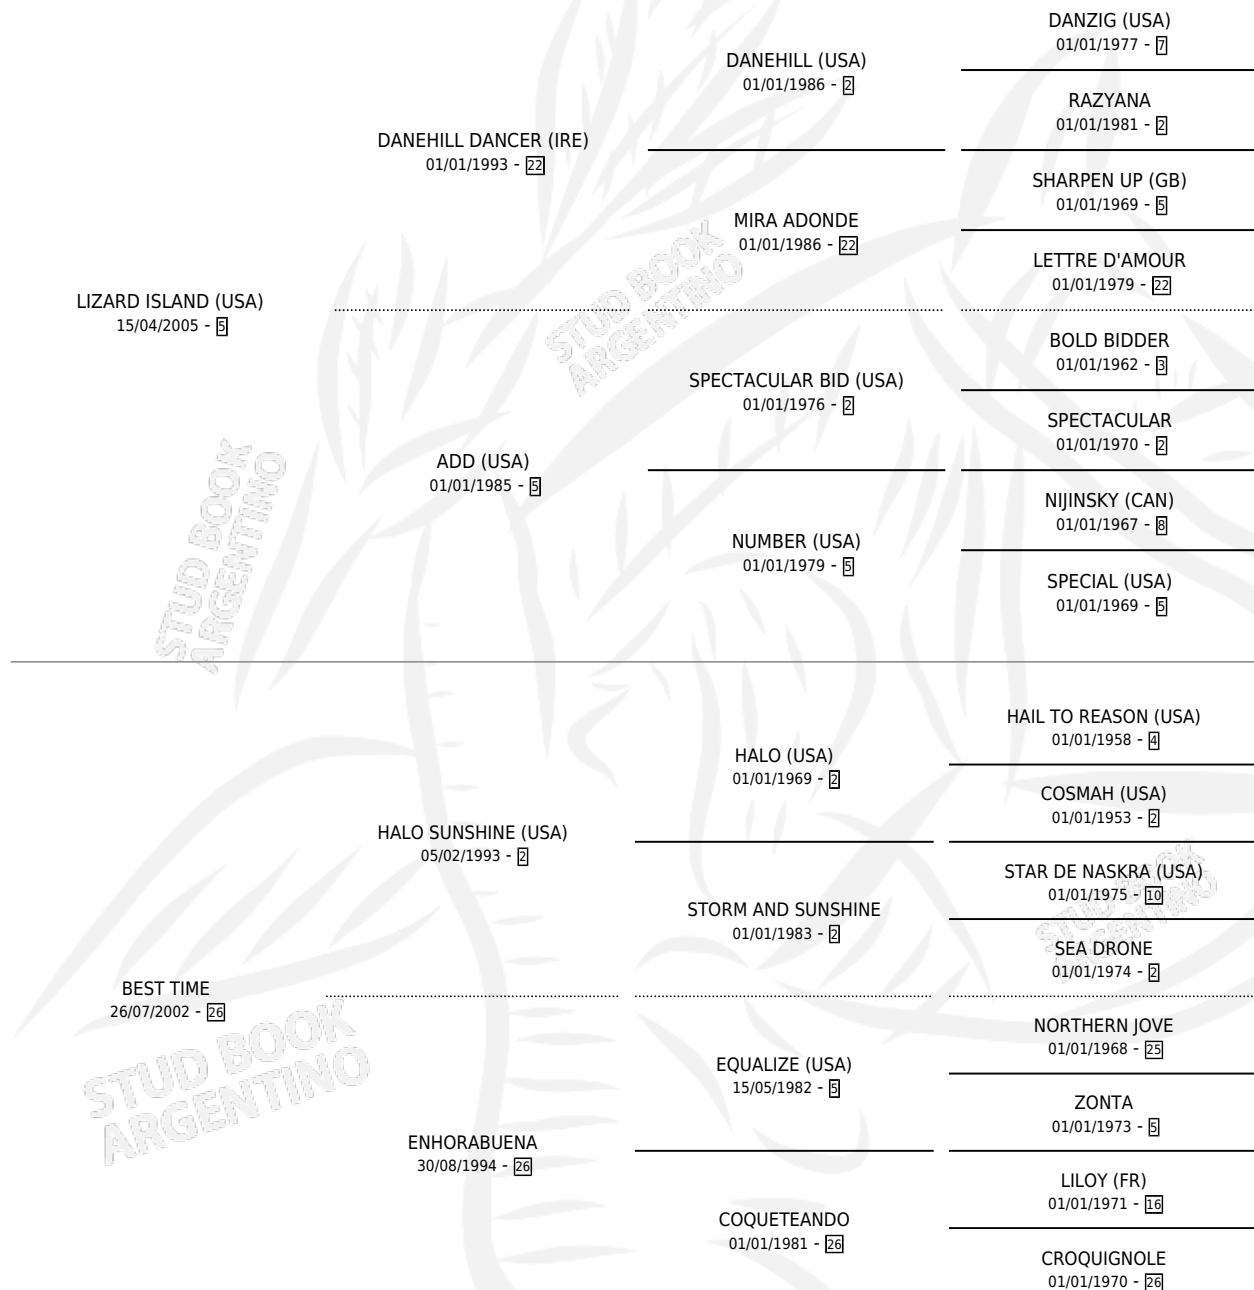 DANZIG (USA)
01/01/1977 - 7
DANEHILL (USA)
01/01/1986 - 2
RAZYANA
01/01/1981 - 2
DANEHILL DANCER (IRE)
01/01/1993 - 22
SHARPEN UP (GB)
01/01/1969 - 5
MIRA ADONDE
01/01/1986 - 22
LETTRE D'AMOUR
01/01/1979 - 22
LIZARD ISLAND (USA)
15/04/2005 - 5
BOLD BIDDER
01/01/1962 - 3
SPECTACULAR BID (USA)
01/01/1976 - 2
SPECTACULAR
01/01/1970 - 2
ADD (USA)
01/01/1985 - 5
NIJINSKY (CAN)
01/01/1967 - 8
NUMBER (USA)
01/01/1979 - 5
SPECIAL (USA)
01/01/1969 - 5
HAIL TO REASON (USA)
01/01/1958 - 4
HALO (USA)
01/01/1969 - 2
COSMAH (USA)
01/01/1953 - 2
HALO SUNSHINE (USA)
05/02/1993 - 2
STAR DE NASKRA (USA)
01/01/1975 - 10
STORM AND SUNSHINE
01/01/1983 - 2
SEA DRONE
01/01/1974 - 2
BEST TIME
26/07/2002 - 26
NORTHERN JOVE
01/01/1968 - 25
EQUALIZE (USA)
15/05/1982 - 5
ZONTA
01/01/1973 - 5
ENHORABUENA
30/08/1994 - 26
LILOY (FR)
01/01/1971 - 16
COQUETEANDO
01/01/1981 - 26
CROQUIGNOLE
01/01/1970 - 26
STUD BOOK
ARGENTINO
STUD BOOK
ARGENTINO
STUD BOOK
ARGENTINO
STUD BOOK
ARGENTINO